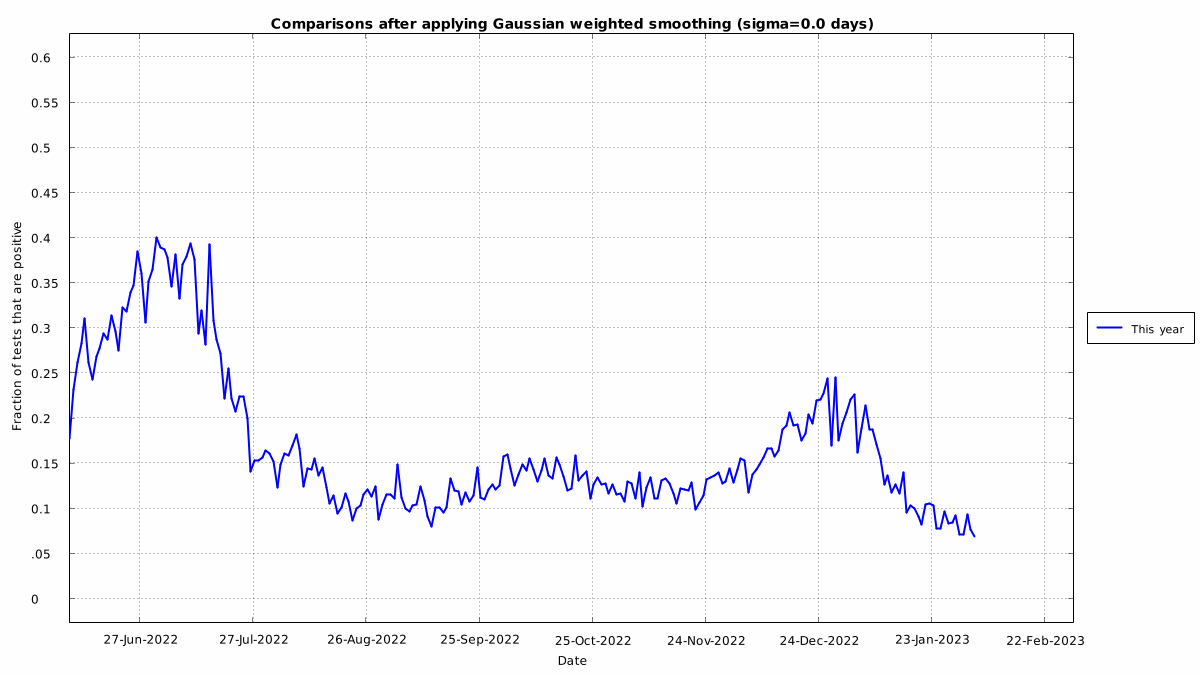 Comparisons after applying Gaussian weighted smoothing (sigma=0.0 days)
0.6
0.55
0.5
0.45
0.4
0.35
0.3
0.25
0.2
0.15
0.1
.05
0
Fraction of tests that are positive
This year
27-Jun-2022 27-Jul-2022 26-Aug-2022 25-Sep-2022 25-Oct-2022 24-Nov-2022 24-Dec-2022 23-Jan-2023 22-Feb-2023
Date